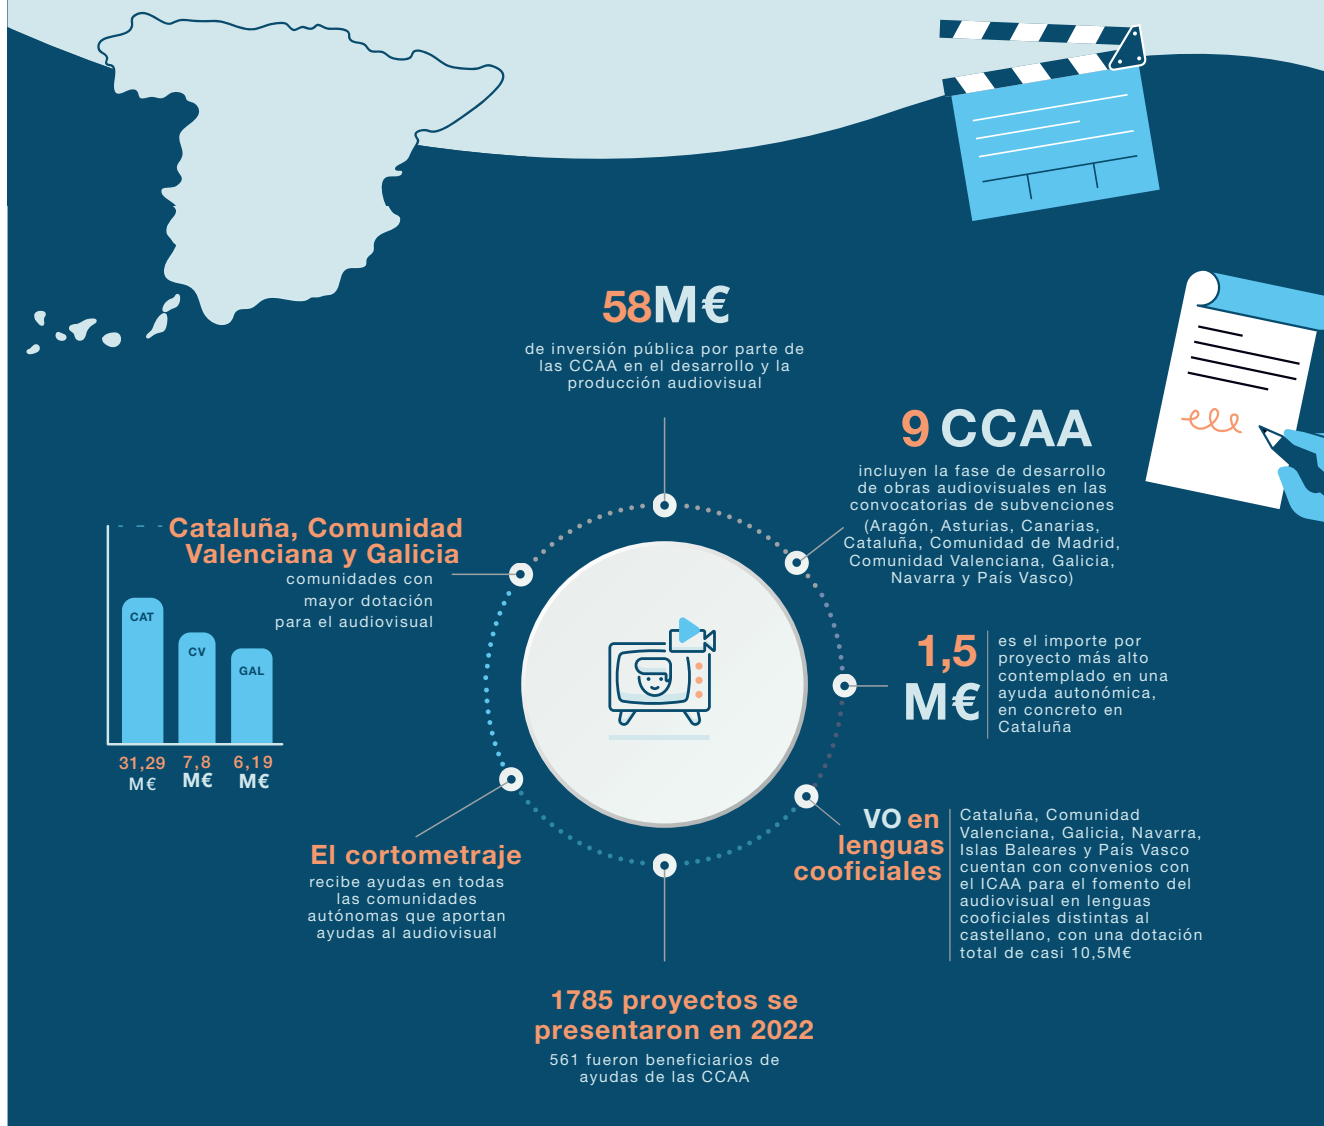 58M€
de inversión pública por parte de
las CCAA en el desarrollo y la
producción audiovisual
9 CCAA
incluyen la fase de desarrollo
de obras audiovisuales en las
convocatorias de subvenciones
(Aragón, Asturias, Canarias,
Cataluña, Comunidad de Madrid,
Comunidad Valenciana, Galicia,
Navarra y País Vasco)
Cataluña, Comunidad
Valenciana y Galicia
comunidades con
mayor dotación
para el audiovisual
CAT
CV
GAL
31,29
M€
7,8
M€
6,19
M€
1,5
M€
es el importe por
proyecto más alto
contemplado en una
ayuda autonómica,
en concreto en
Cataluña
VO en
lenguas
cooficiales
Cataluña, Comunidad
Valenciana, Galicia, Navarra,
Islas Baleares y País Vasco
cuentan con convenios con
el ICAA para el fomento del
audiovisual en lenguas
cooficiales distintas al
castellano, con una dotación
total de casi 10,5M€
El cortometraje
recibe ayudas en todas
las comunidades
autónomas que aportan
ayudas al audiovisual
1785 proyectos se
presentaron en 2022
561 fueron beneficiarios de
ayudas de las CCAA